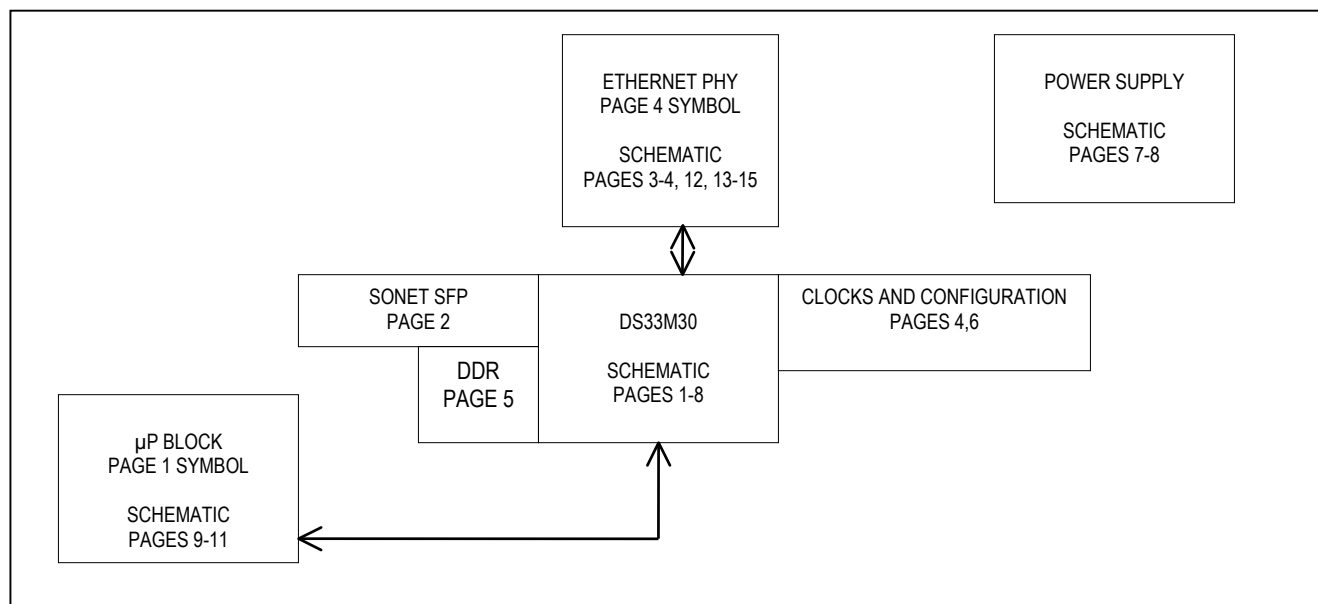 ETHERNET PHY
PAGE 4 SYMBOL
SCHEMATIC
PAGES 3-4, 12, 13-15
POWER SUPPLY
SCHEMATIC
PAGES 7-8
SONET SFP
PAGE 2
DS33M30
SCHEMATIC
PAGES 1-8
CLOCKS AND CONFIGURATION
PAGES 4,6
DDR
PAGE 5
µP BLOCK
PAGE 1 SYMBOL
SCHEMATIC
PAGES 9-11